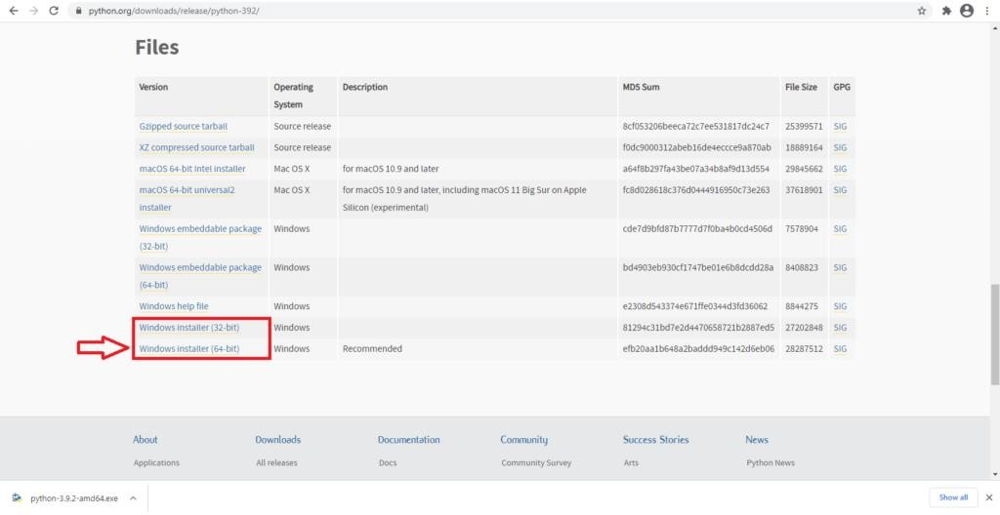 python.org/downloads/release/python-392/
Files
Version Operating System Description MD5 Sum File Size GPG
Gzipped source tarball Source release 8cf053206beeca72c7ee531817dc24c7 25399571 SIG
XZ compressed source tarball Source release f0dc9000312abeb16de4eccce9a870ab 18889164 SIG
macOS 64-bit Intel installer Mac OS X for macOS 10.9 and later a64f8b297fa43be07a34b8af9d13d554 29845662 SIG
macOS 64-bit universal2 installer Mac OS X for macOS 10.9 and later, including macOS 11 Big Sur on Apple Silicon (experimental) fc8d028618c376d0444916950c73e263 37618901 SIG
Windows embeddable package (32-bit) Windows cde7d9bfd87b7777d7f0ba4b0cd4506d 7578904 SIG
Windows embeddable package (64-bit) Windows bd4903eb930cf1747be01e6b8dcdd28a 8408823 SIG
Windows help file Windows e2308d543374e671ffe0344d3fd36062 8844275 SIG
Windows installer (32-bit) Windows 81294c31bd7e2d4470658721b2887ed5 27202848 SIG
Windows installer (64-bit) Windows Recommended efb20aa1b648a2baddd949c142d6eb06 28287512 SIG
About Downloads Documentation Community Success Stories News
Applications All releases Docs Community Survey Arts Python News
python-3.9.2-amd64.exe Show all